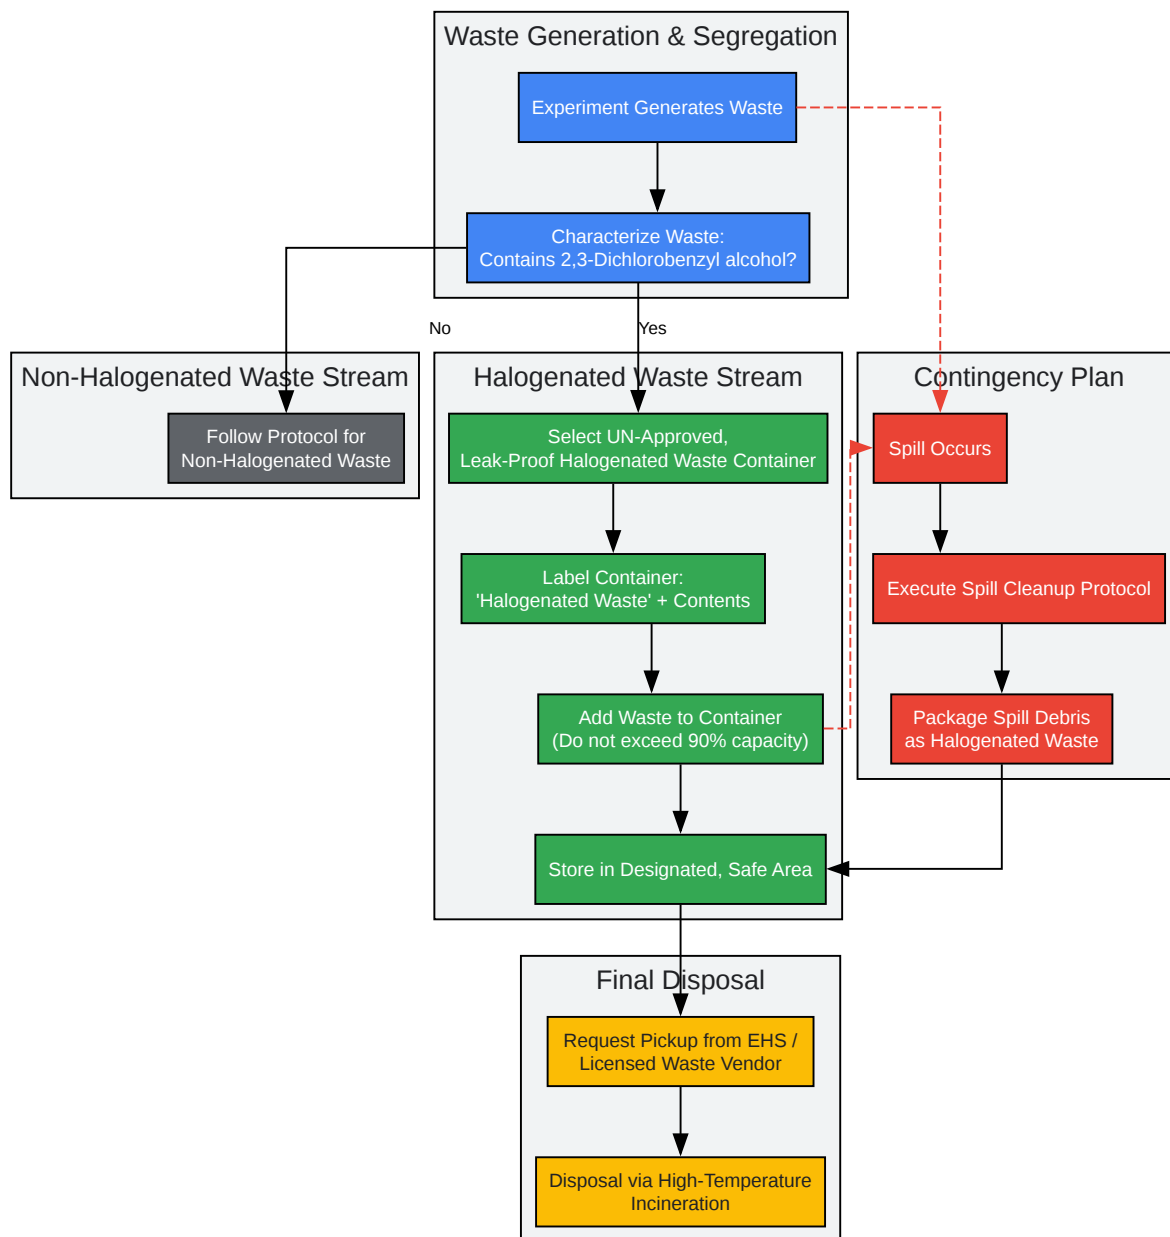 Waste Generation & Segregation
Experiment Generates Waste
Characterize Waste:
Contains 2,3-Dichlorobenzyl alcohol?
No
Yes
Non-Halogenated Waste Stream
Follow Protocol for
Non-Halogenated Waste
Halogenated Waste Stream
Select UN-Approved,
Leak-Proof Halogenated Waste Container
Label Container:
'Halogenated Waste' + Contents
Add Waste to Container
(Do not exceed 90% capacity)
Store in Designated, Safe Area
Contingency Plan
Spill Occurs
Execute Spill Cleanup Protocol
Package Spill Debris
as Halogenated Waste
Final Disposal
Request Pickup from EHS /
Licensed Waste Vendor
Disposal via High-Temperature
Incineration